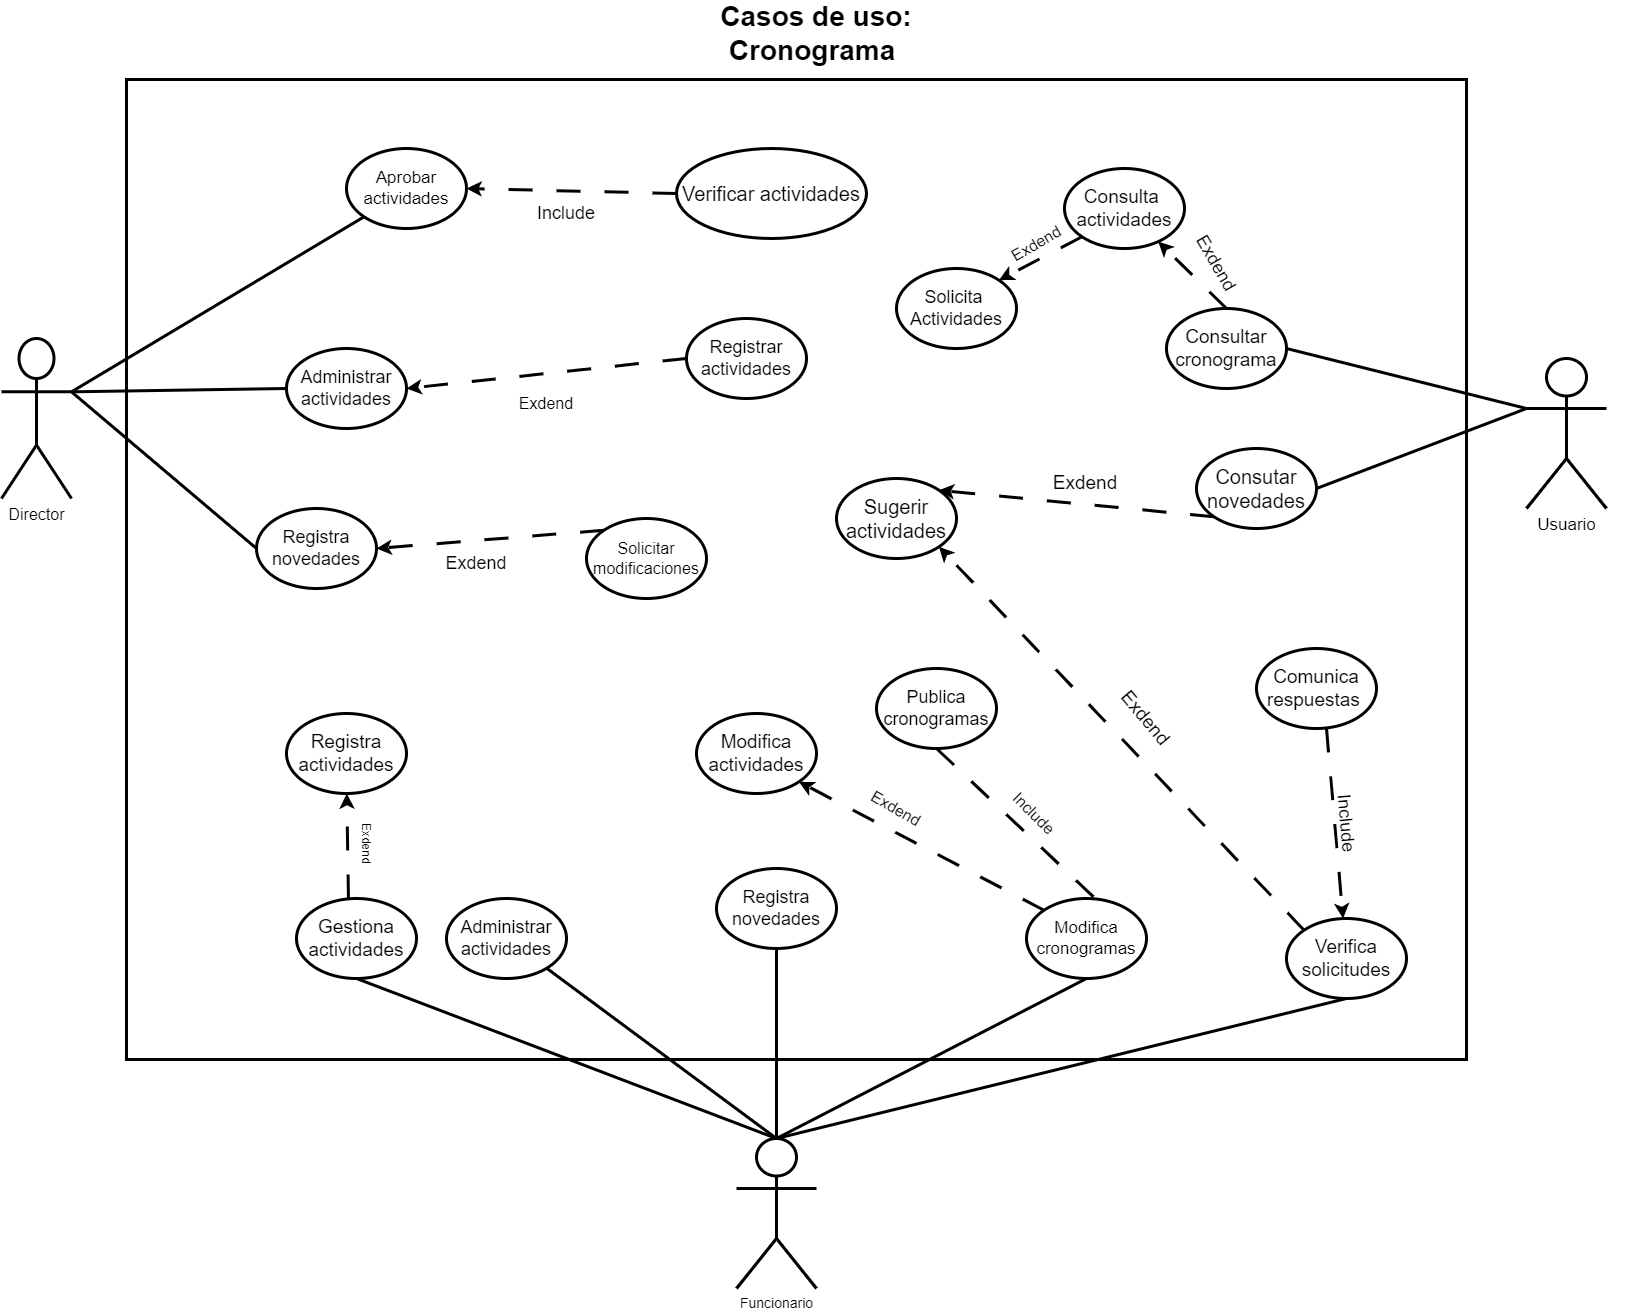 Casos de uso:
Cronograma
Aprobar
actividades
Include
Verificar actividades
Consulta
actividades
Exdend
Exdend
Solicita
Actividades
Consultar
cronograma
Administrar
actividades
Exdend
Registrar
actividades
Director
Usuario
Registra
novedades
Exdend
Solicitar
modificaciones
Sugerir
actividades
Exdend
Consutar
novedades
Registra
actividades
Exdend
Modifica
actividades
Publica
cronogramas
Exdend
Include
Exdend
Comunica
respuestas
Include
Gestiona
actividades
Administrar
actividades
Registra
novedades
Modifica
cronogramas
Verifica
solicitudes
Funcionario